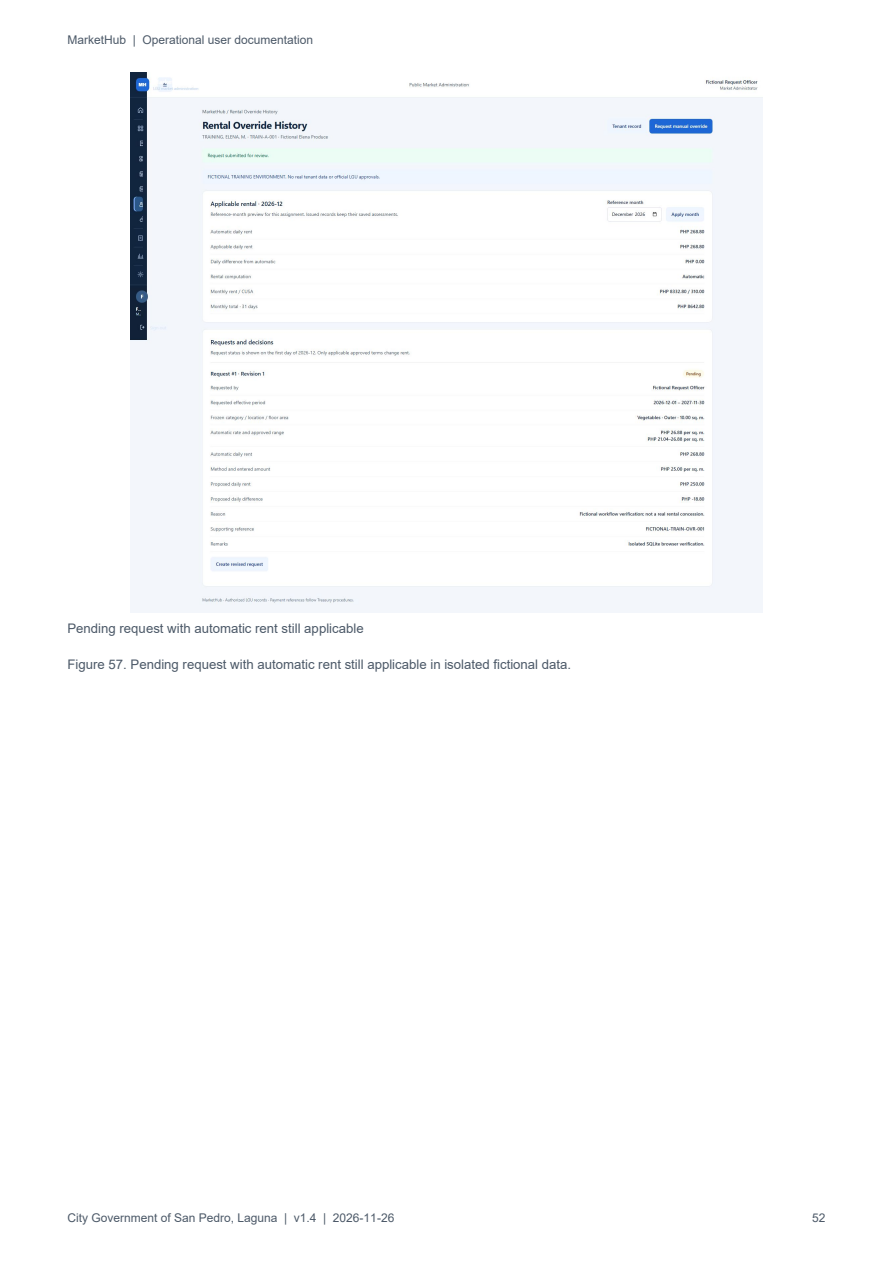 MarketHub | Operational user documentation
MH
Public Market Administration
Fictional Request Officer
Market Administrator
MarketHub / Rental Override History
Rental Override History
TRAINING, ELENA, M. · TRAIN-A-001 · Fictional Elena Produce
Tenant record
Request manual override
Request submitted for review.
FICTIONAL TRAINING ENVIRONMENT. No real tenant data or official LGU approvals.
Applicable rental · 2026-12
Reference-month preview for this assignment. Issued records keep their saved assessments.
Reference month
December 2026
Apply month
Automatic daily rent PHP 268.80
Applicable daily rent PHP 268.80
Daily difference from automatic PHP 0.00
Rental computation Automatic
Monthly rent / CUSA PHP 8332.80 / 310.00
Monthly total · 31 days PHP 8642.80
Requests and decisions
Request status is shown on the first day of 2026-12. Only applicable approved terms change rent.
Request #1 · Revision 1 Pending
Requested by Fictional Request Officer
Requested effective period 2026-12-01 – 2027-11-30
Frozen category / location / floor area Vegetables · Outer · 10.00 sq. m.
Automatic rate and approved range PHP 26.88 per sq. m.
PHP 21.04–26.88 per sq. m.
Automatic daily rent PHP 268.80
Method and entered amount PHP 25.00 per sq. m.
Proposed daily rent PHP 250.00
Proposed daily difference PHP -18.80
Reason Fictional workflow verification; not a real rental concession.
Supporting reference FICTIONAL-TRAIN-OVR-001
Remarks Isolated SQLite browser verification.
Create revised request
MarketHub · Authorized LGU records · Payment references follow Treasury procedures.
Pending request with automatic rent still applicable
Figure 57. Pending request with automatic rent still applicable in isolated fictional data.
City Government of San Pedro, Laguna | v1.4 | 2026-11-26
52